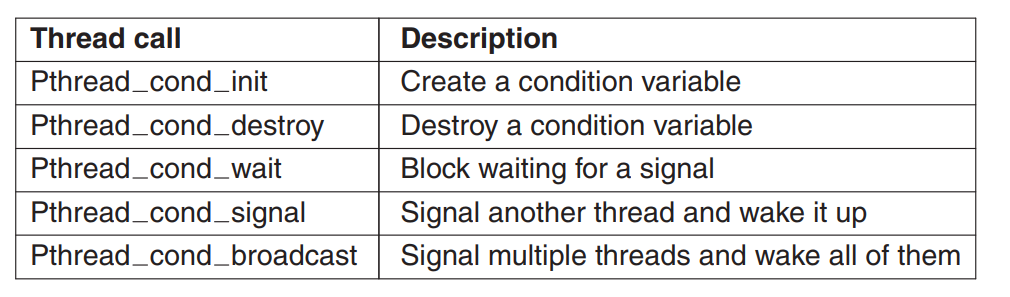 Thread call Description
Pthread_cond_init Create a condition variable
Pthread_cond_destroy Destroy a condition variable
Pthread_cond_wait Block waiting for a signal
Pthread_cond_signal Signal another thread and wake it up
Pthread_cond_broadcast Signal multiple threads and wake all of them